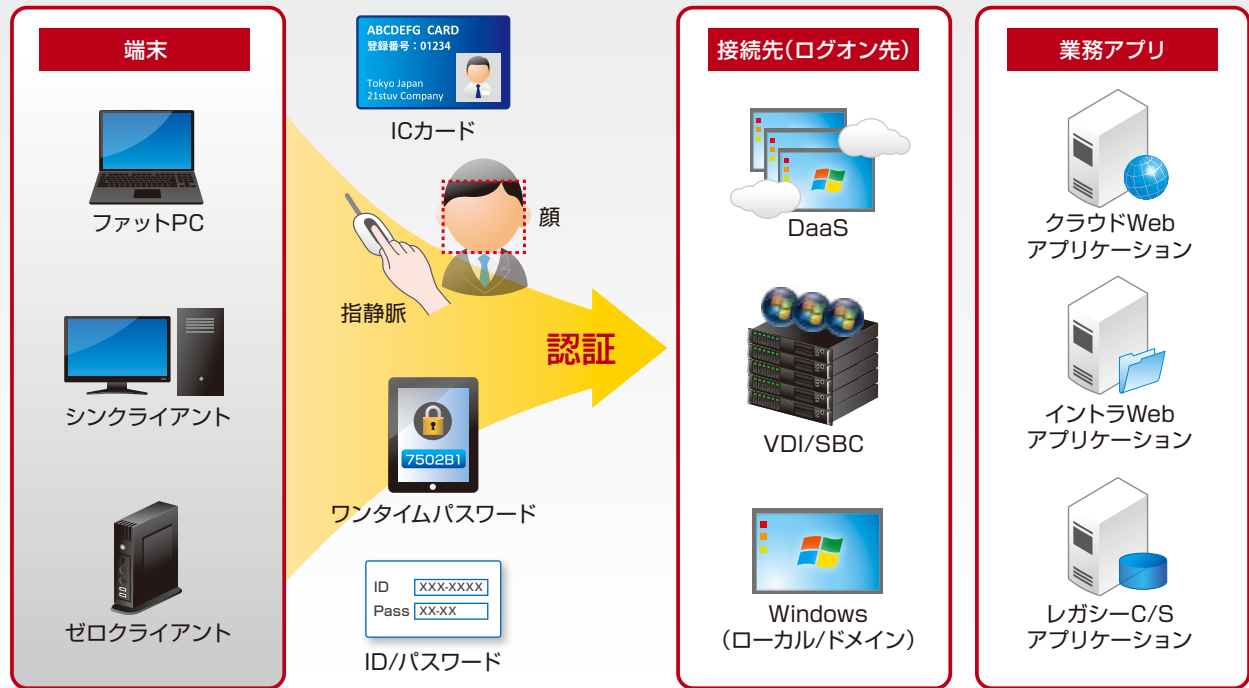 端末
ファットPC
シンクライアント
ゼロクライアント
ABCDEFG CARD
登録番号：01234
Tokyo Japan
21stuv Company
ICカード
顔
指静脈
認証
7502B1
ワンタイムパスワード
ID XXX-XXXX
Pass XX-XX
ID/パスワード
接続先(ログオン先)
DaaS
VDI/SBC
Windows
(ローカル/ドメイン)
業務アプリ
クラウドWeb
アプリケーション
イントラWeb
アプリケーション
レガシーC/S
アプリケーション